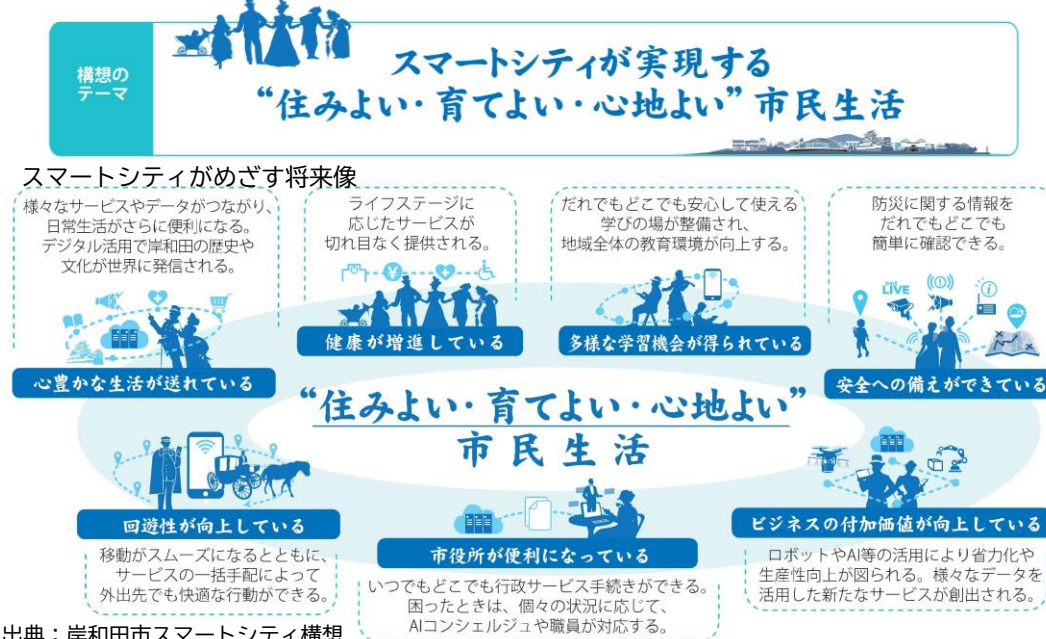 構想の
テーマ
スマートシティが実現する
“住みよい・育てよい・心地よい”市民生活
スマートシティがめざす将来像
様々なサービスやデータがつながり、
日常生活がさらに便利になる。
デジタル活用で岸和田の歴史や
文化が世界に発信される。
心豊かな生活が送れている
ライフステージに
応じたサービスが
切れ目なく提供される。
健康が増進している
だれでもどこでも安心して使える
学びの場が整備され、
地域全体の教育環境が向上する。
多様な学習機会が得られている
防災に関する情報を
だれでもどこでも
簡単に確認できる。
LIVE
安全への備えができている
“住みよい・育てよい・心地よい”
市民生活
回遊性が向上している
移動がスムーズになるとともに、
サービスの一括手配によって
外出先でも快適な行動ができる。
市役所が便利になっている
いつでもどこでも行政サービス手続きができる。
困ったときは、個々の状況に応じて、
AIコンシェルジュや職員が対応する。
ビジネスの付加価値が向上している
ロボットやAI等の活用により省力化や
生産性向上が図られる。様々なデータを
活用した新たなサービスが創出される。
出典：岸和田市スマートシティ構想